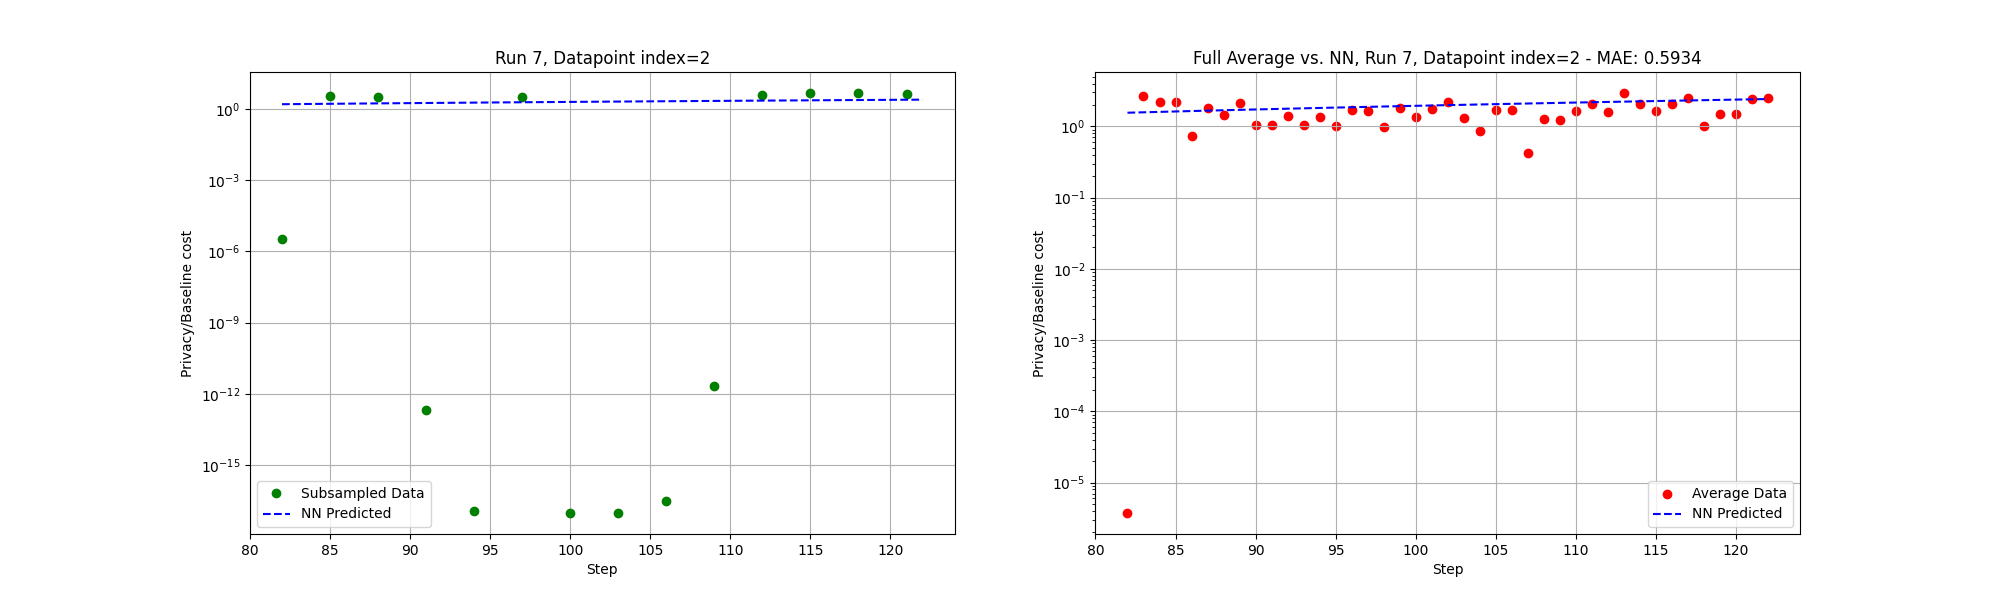 Run 7, Datapoint index=2
Privacy/Baseline cost
10^0
10^-3
10^-6
10^-9
10^-12
10^-15
Subsampled Data
NN Predicted
80 85 90 95 100 105 110 115 120
Step
Full Average vs. NN, Run 7, Datapoint index=2 - MAE: 0.5934
Privacy/Baseline cost
10^0
10^-1
10^-2
10^-3
10^-4
10^-5
Average Data
NN Predicted
80 85 90 95 100 105 110 115 120
Step